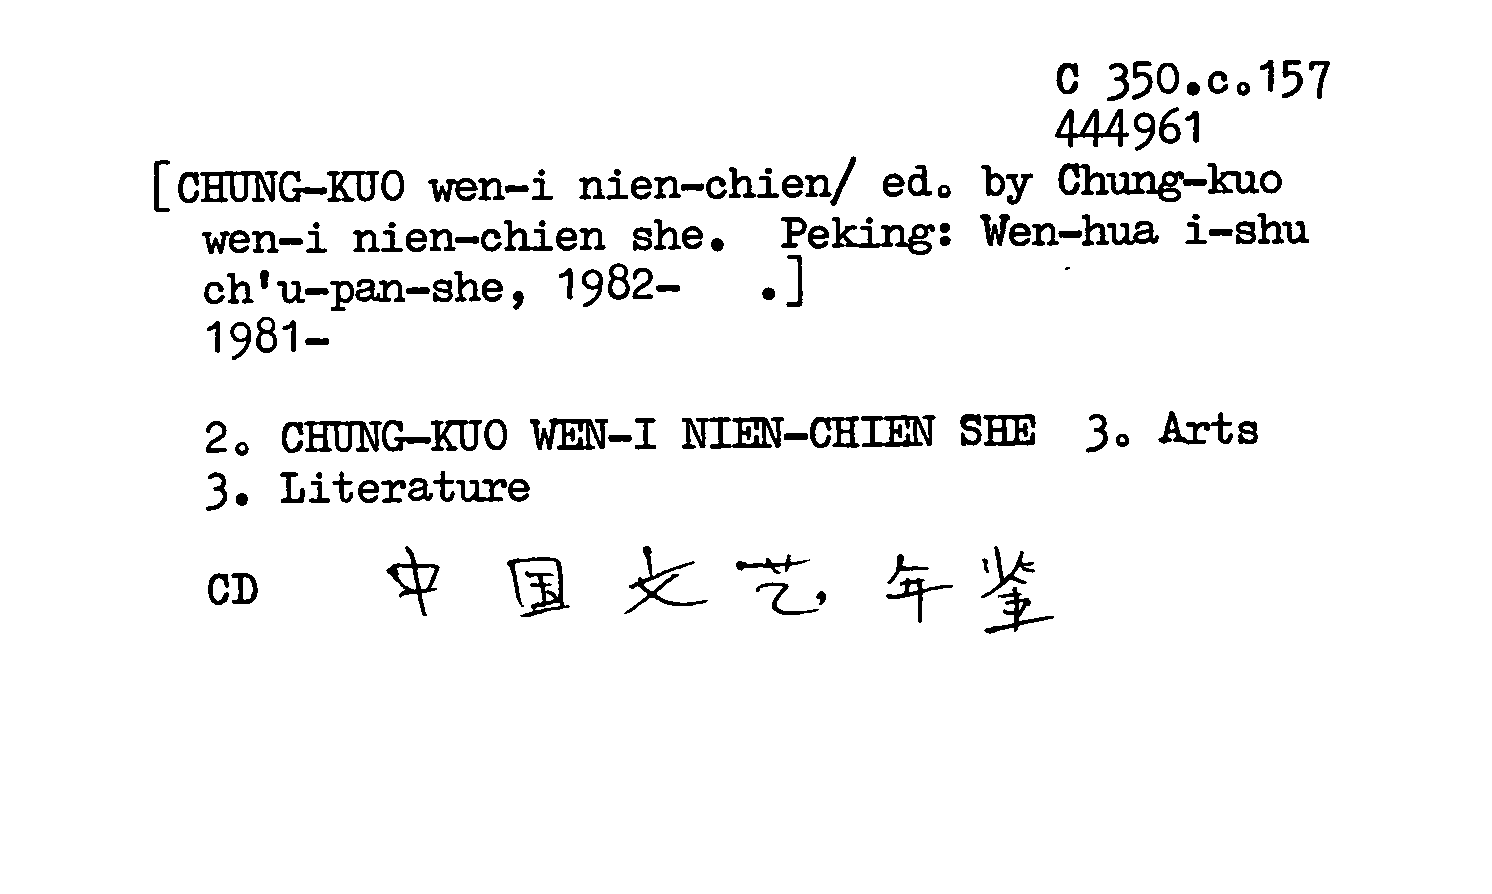 C 350.c.157
444961
[CHUNG-KUO wen-i nien-chien/ ed. by Chung-kuo
wen-i nien-chien she. Peking: Wen-hua i-shu
ch'u-pan-she, 1982- .]
1981-
2. CHUNG-KUO WEN-I NIEN-CHIEN SHE 3. Arts
3. Literature
CD 中国文艺年鉴